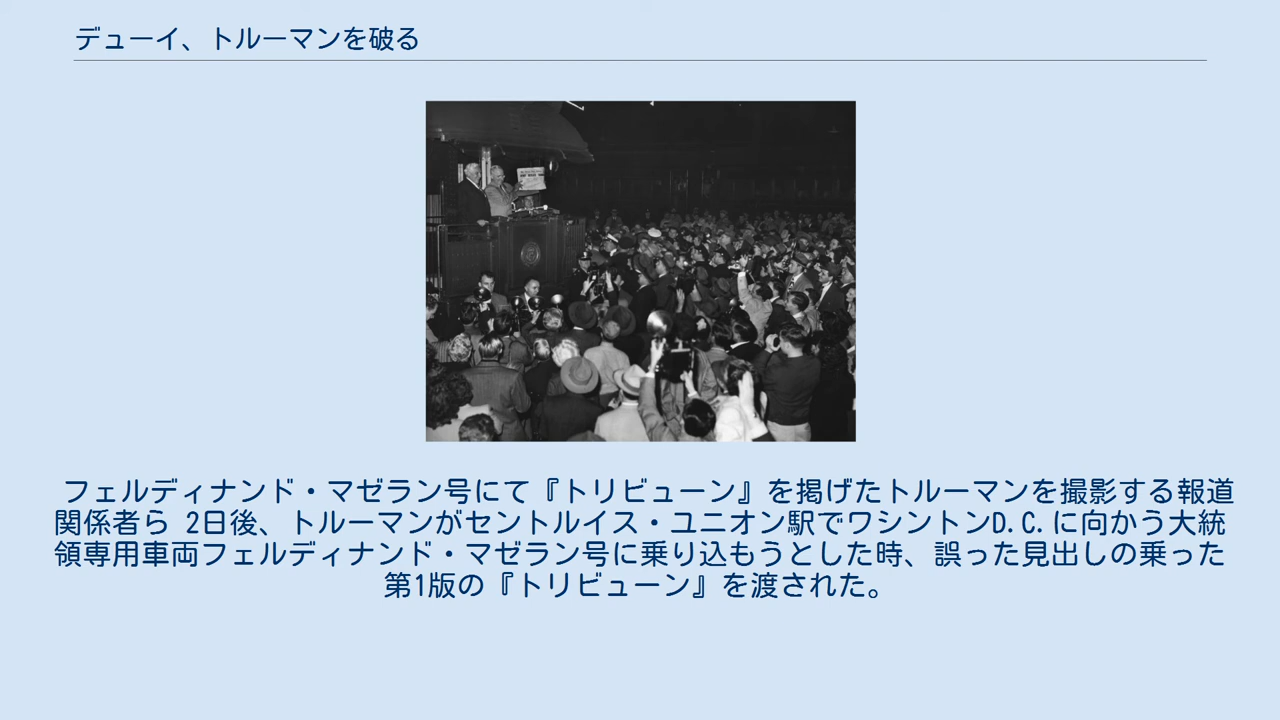 デューイ、トルーマンを破る
フェルディナンド・マゼラン号にて『トリビューン』を掲げたトルーマンを撮影する報道
関係者ら 2日後、トルーマンがセントルイス・ユニオン駅でワシントンD.C.に向かう大統
領専用車両フェルディナンド・マゼラン号に乗り込もうとした時、誤った見出しの乗った
第1版の『トリビューン』を渡された。